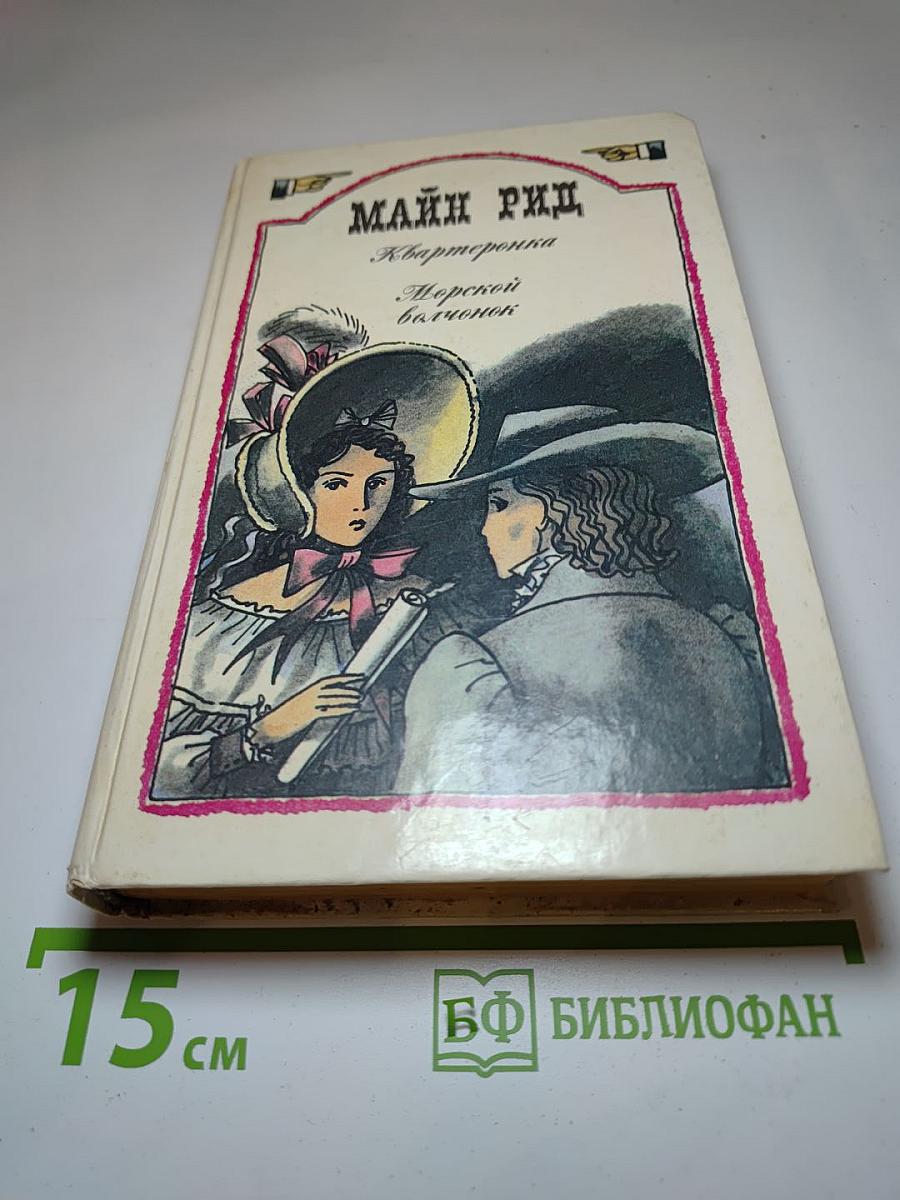 МАЙН РИД
Квартеронка
Морской
волчонок
15 см
БФ БИБЛИОФАН